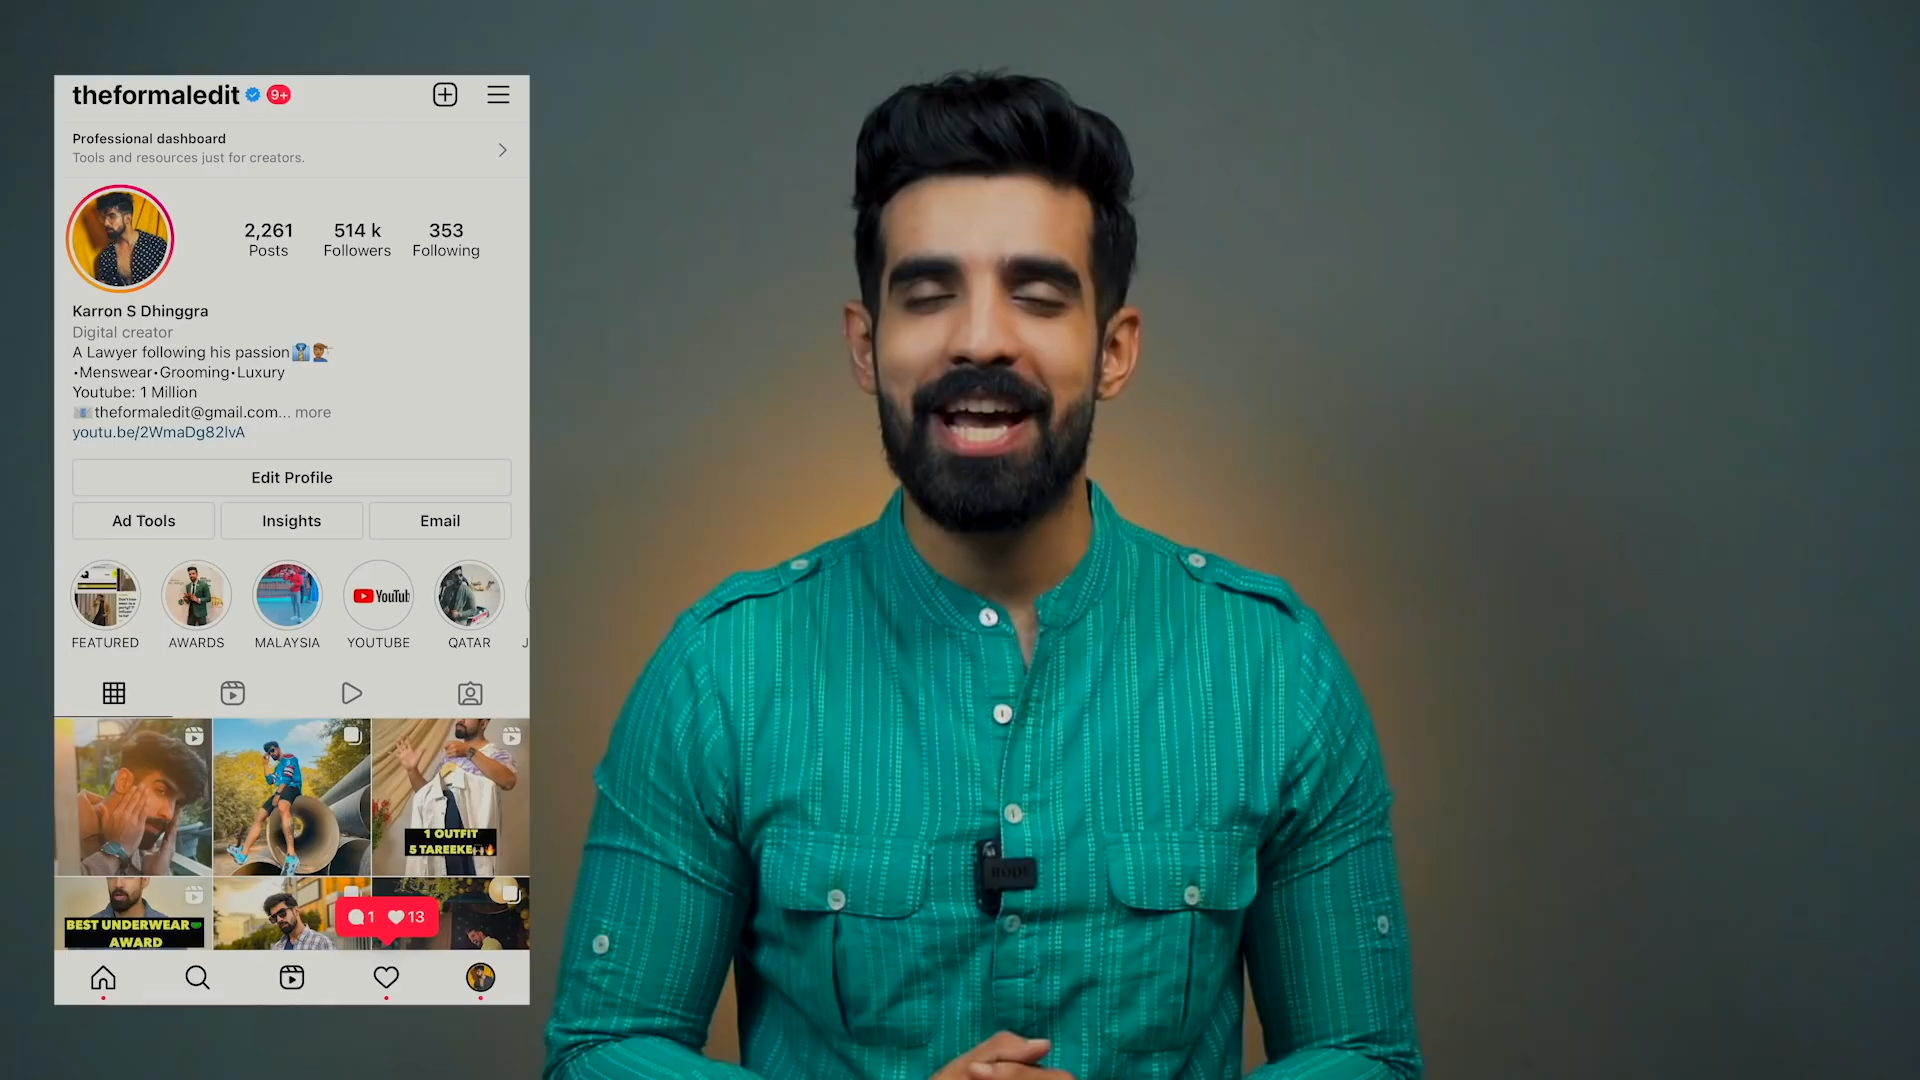 theformaledit 9+
Professional dashboard
Tools and resources just for creators.
2,261 514 k 353
Posts Followers Following
Karron S Dhinggra
Digital creator
A Lawyer following his passion
•Menswear•Grooming•Luxury
Youtube: 1 Million
theformaledit@gmail.com... more
youtu.be/2WmaDg82lvA
Edit Profile
Ad Tools Insights Email
YouTub
FEATURED AWARDS MALAYSIA YOUTUBE QATAR J
1 OUTFIT
5 TAREEKE
BEST UNDERWEAR
AWARD
1 13
RODE